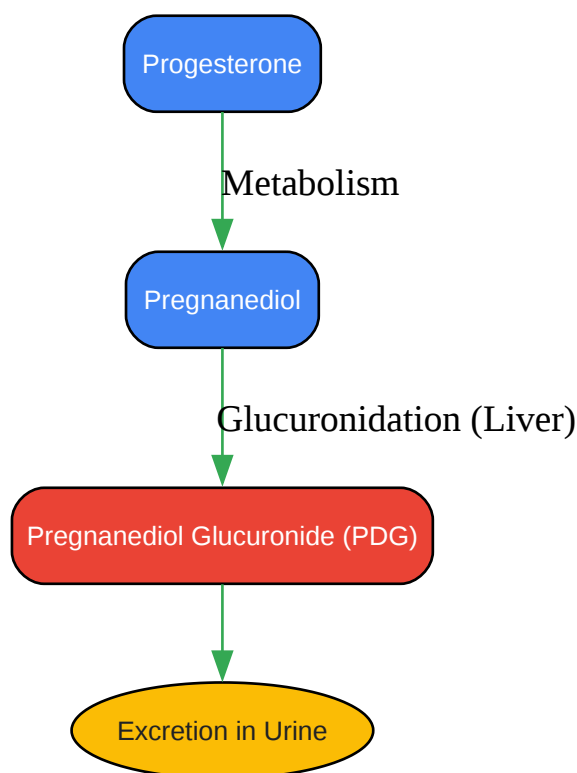 Progesterone
Metabolism
Pregnanediol
Glucuronidation (Liver)
Pregnanediol Glucuronide (PDG)
Excretion in Urine